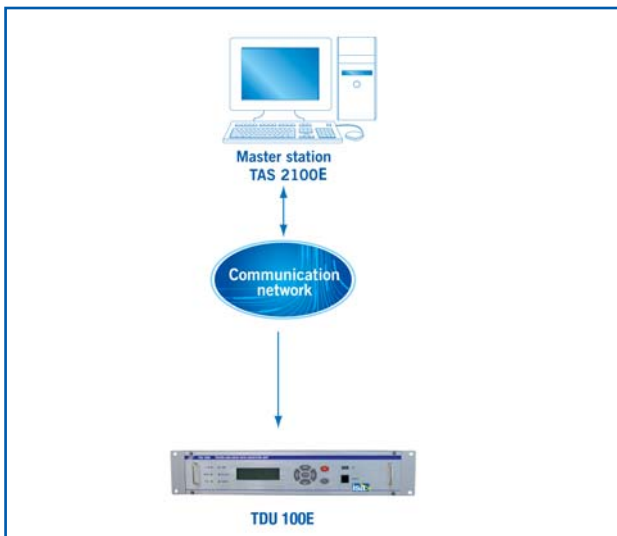 Master station
TAS 2100E
Communication
network
TDU 100E